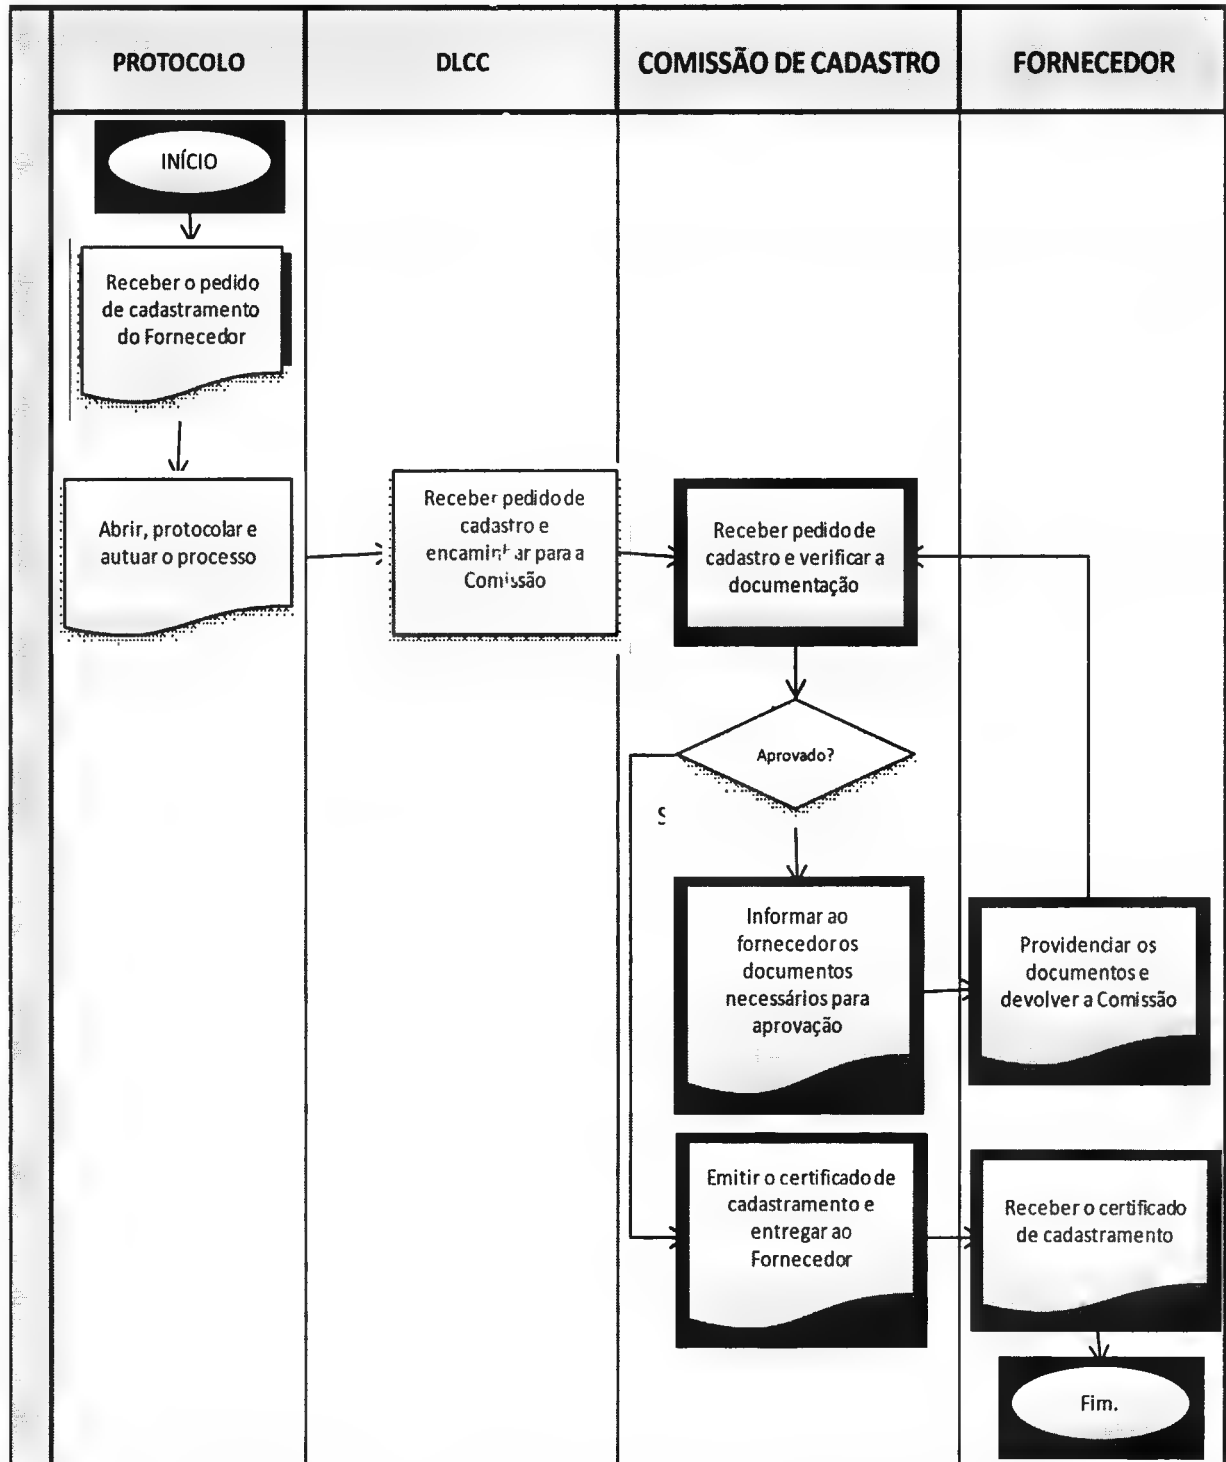 PROTOCOLO
DLCC
COMISSÃO DE CADASTRO
FORNECEDOR
INÍCIO
Receber o pedido
de cadastramento
do Fornecedor
Abrir, protocolar e
autuar o processo
Receber pedido de
cadastro e
encaminhar para a
Comissão
Receber pedido de
cadastro e verificar a
documentação
Aprovado?
S
Informar ao
fornecedor os
documentos
necessários para
aprovação
Providenciar os
documentos e
devolver a Comissão
Emitir o certificado de
cadastramento e
entregar ao
Fornecedor
Receber o certificado
de cadastramento
Fim.